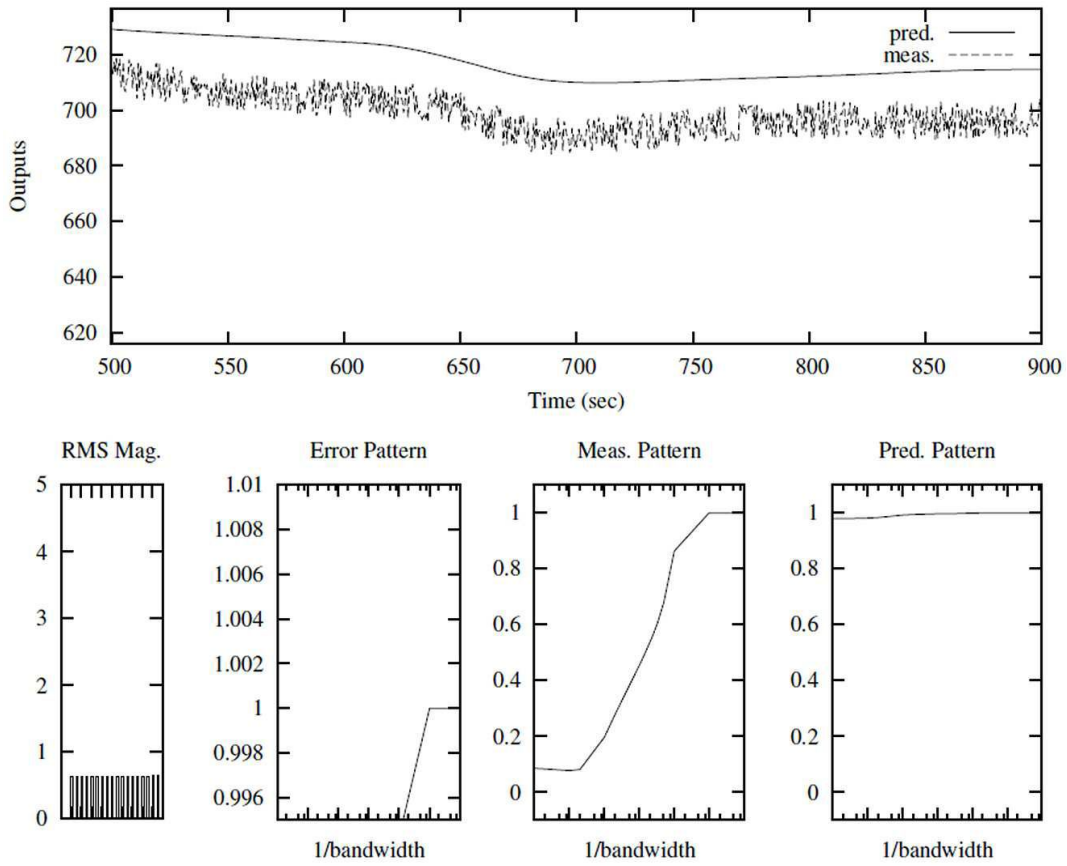 pred.
meas.
720
700
680
660
640
620
Outputs
500 550 600 650 700 750 800 850 900
Time (sec)
RMS Mag.
5
4
3
2
1
0
Error Pattern
1.01
1.008
1.006
1.004
1.002
1
0.998
0.996
1/bandwidth
Meas. Pattern
1
0.8
0.6
0.4
0.2
0
1/bandwidth
Pred. Pattern
1
0.8
0.6
0.4
0.2
0
1/bandwidth